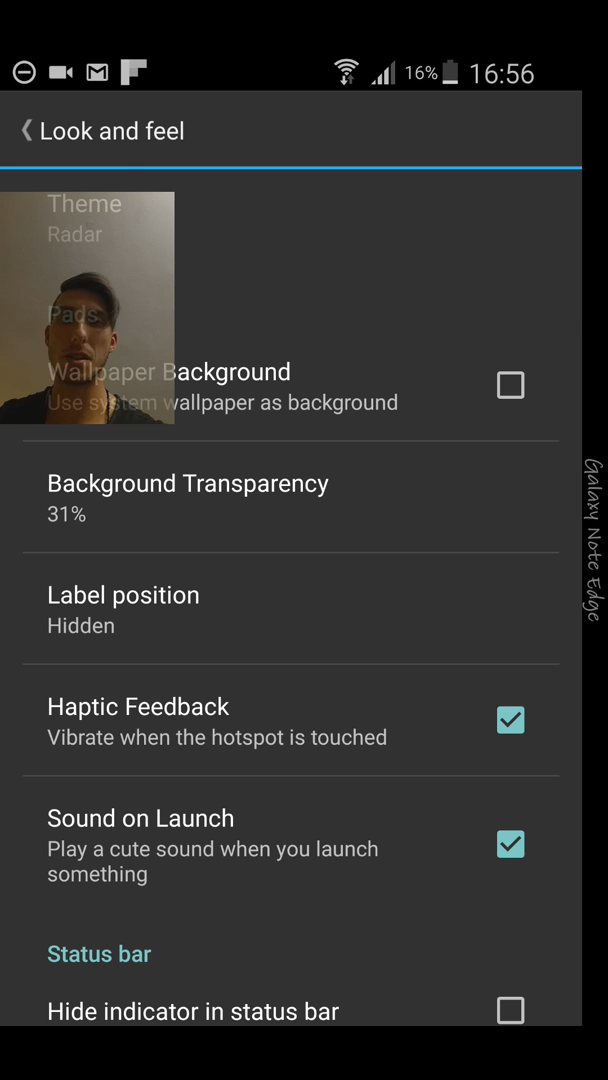 16% 16:56
Look and feel
Theme
Radar
Pads
Wallpaper Background
Use system wallpaper as background
Background Transparency
31%
Label position
Hidden
Haptic Feedback
Vibrate when the hotspot is touched
Sound on Launch
Play a cute sound when you launch
something
Status bar
Hide indicator in status bar
Galaxy Note Edge